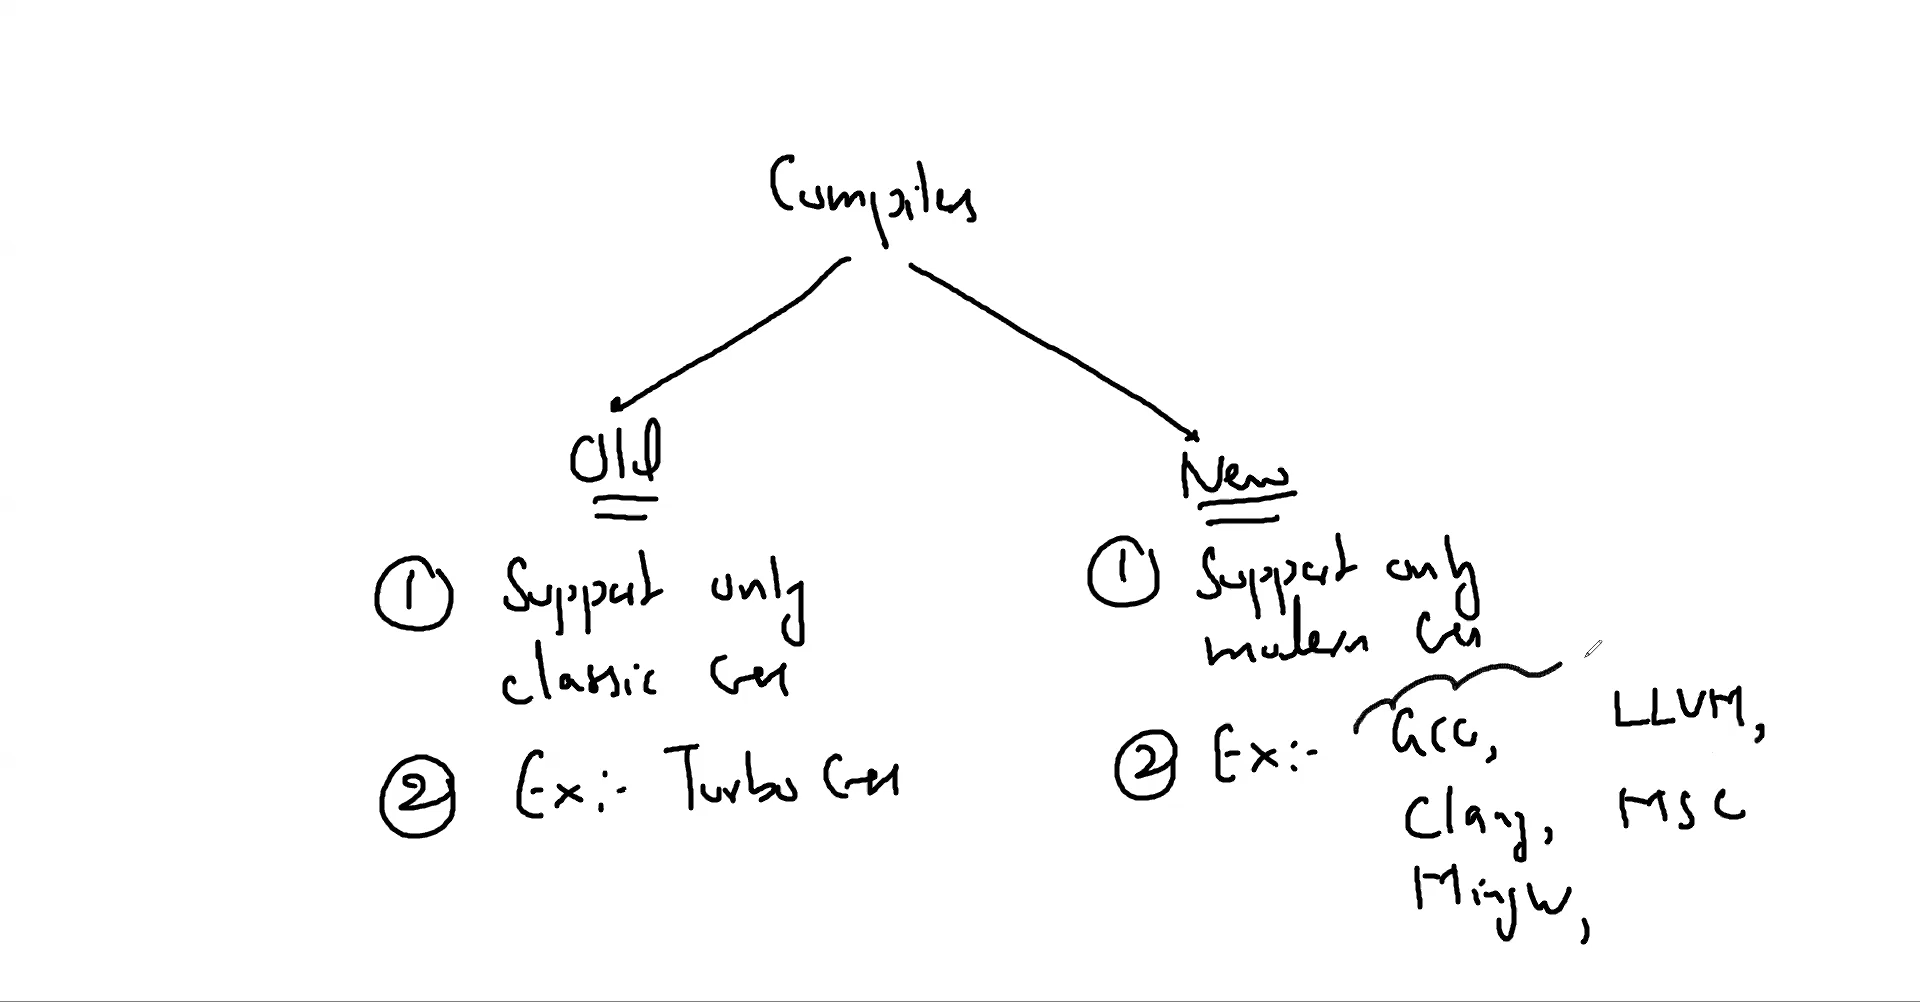 Compilers
Old
New
① Support only
classic C++
② Ex:- Turbo C++
① Support only
modern C++
② Ex:- GCC, LLVM,
Clang, MSC
MingW,